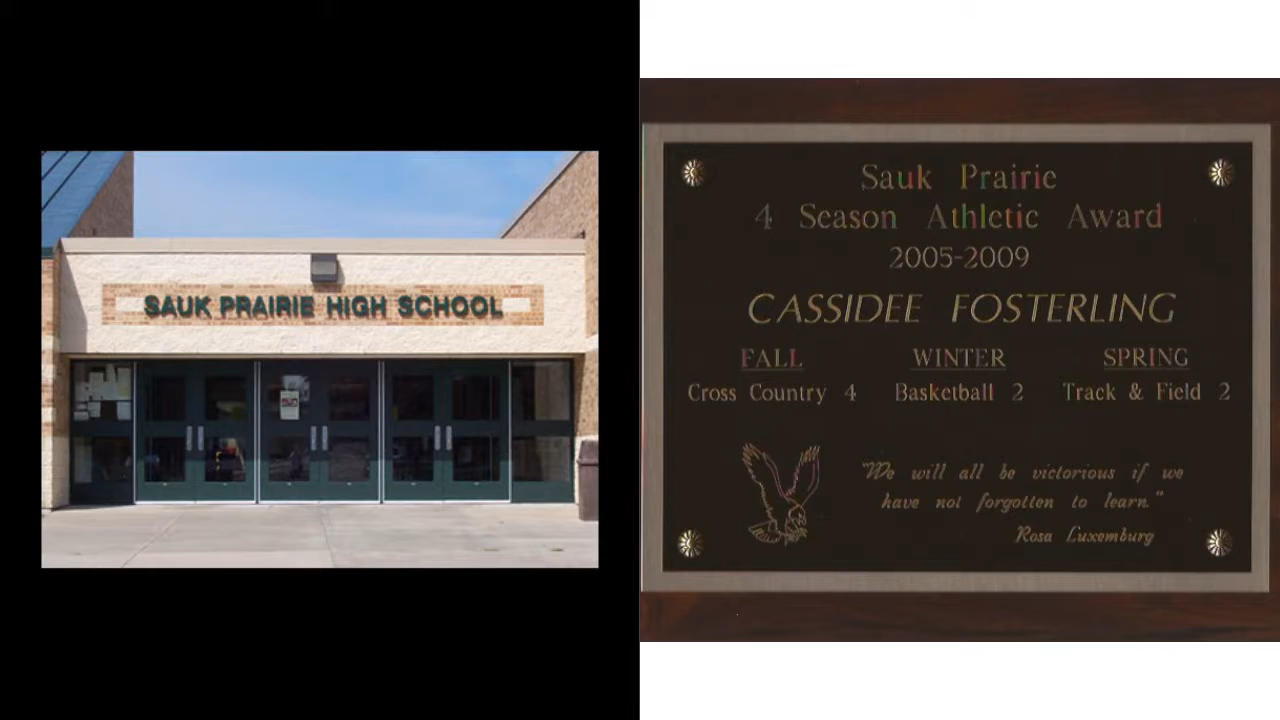 SAUK PRAIRIE HIGH SCHOOL
Sauk Prairie
4 Season Athletic Award
2005-2009
CASSIDEE FOSTERLING
FALL WINTER SPRING
Cross Country 4 Basketball 2 Track & Field 2
"We will all be victorious if we
have not forgotten to learn."
Rosa Luxemburg